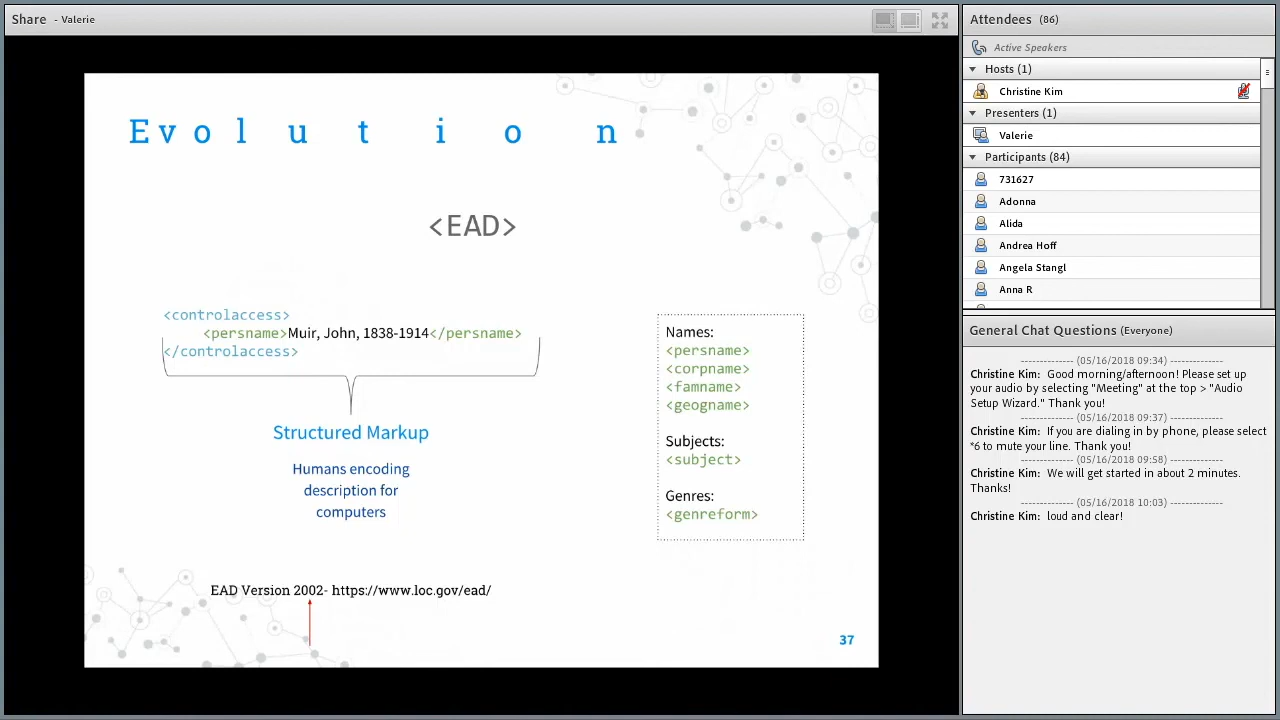 Share - Valerie
E v o l u t i o n
<EAD>
<controlaccess>
<persname>Muir, John, 1838-1914</persname>
</controlaccess>
Structured Markup
Humans encoding
description for
computers
Names:
<persname>
<corpname>
<famname>
<geogname>
Subjects:
<subject>
Genres:
<genreform>
EAD Version 2002- https://www.loc.gov/ead/
37
Attendees (86)
Active Speakers
Hosts (1)
Christine Kim
Presenters (1)
Valerie
Participants (84)
731627
Adonna
Alida
Andrea Hoff
Angela Stangl
Anna R
General Chat Questions (Everyone)
------------- (05/16/2018 09:34) -------------
Christine Kim: Good morning/afternoon! Please set up
your audio by selecting "Meeting" at the top > "Audio
Setup Wizard." Thank you!
------------- (05/16/2018 09:37) -------------
Christine Kim: If you are dialing in by phone, please select
*6 to mute your line. Thank you!
------------- (05/16/2018 09:58) -------------
Christine Kim: We will get started in about 2 minutes.
Thanks!
------------- (05/16/2018 10:03) -------------
Christine Kim: loud and clear!